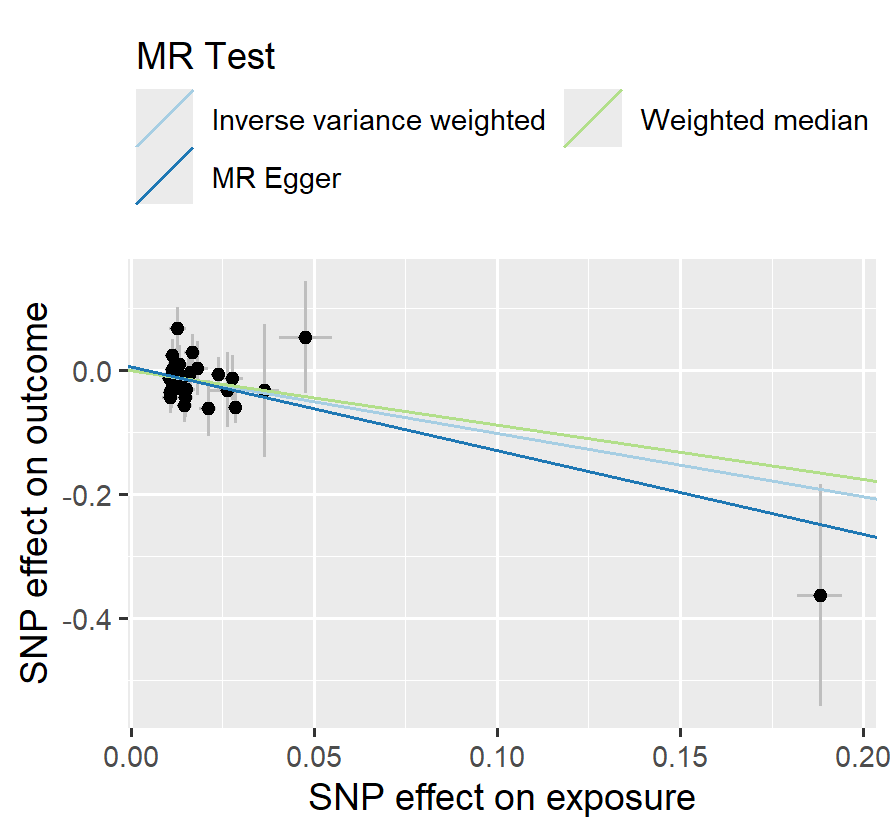 MR Test
Inverse variance weighted
Weighted median
MR Egger
SNP effect on outcome
0.0
-0.2
-0.4
0.00
0.05
0.10
0.15
0.20
SNP effect on exposure